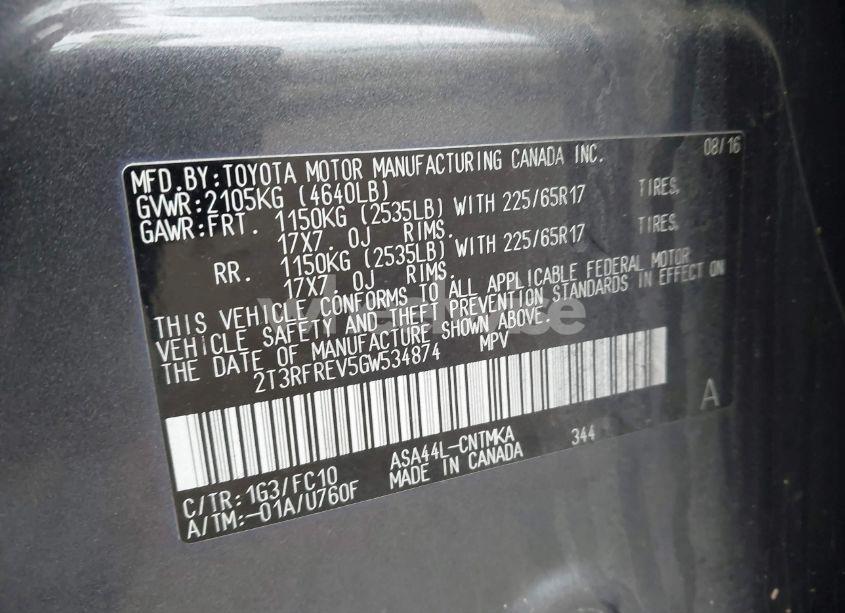 MFD.BY:TOYOTA MOTOR MANUFACTURING CANADA INC. 08/16
GVWR:2105KG (4640LB)
GAWR:FRT. 1150KG (2535LB) WITH 225/65R17 TIRES,
17X7.0J RIMS.
RR. 1150KG (2535LB) WITH 225/65R17 TIRES,
17X7.0J RIMS.
THIS VEHICLE CONFORMS TO ALL APPLICABLE FEDERAL MOTOR
VEHICLE SAFETY AND THEFT PREVENTION STANDARDS IN EFFECT ON
THE DATE OF MANUFACTURE SHOWN ABOVE.
2T3RFREV5GW534874 MPV
A
ASA44L-CNTMKA 344
MADE IN CANADA
C/TR:1G3/FC10
A/TM:-01A/U760F